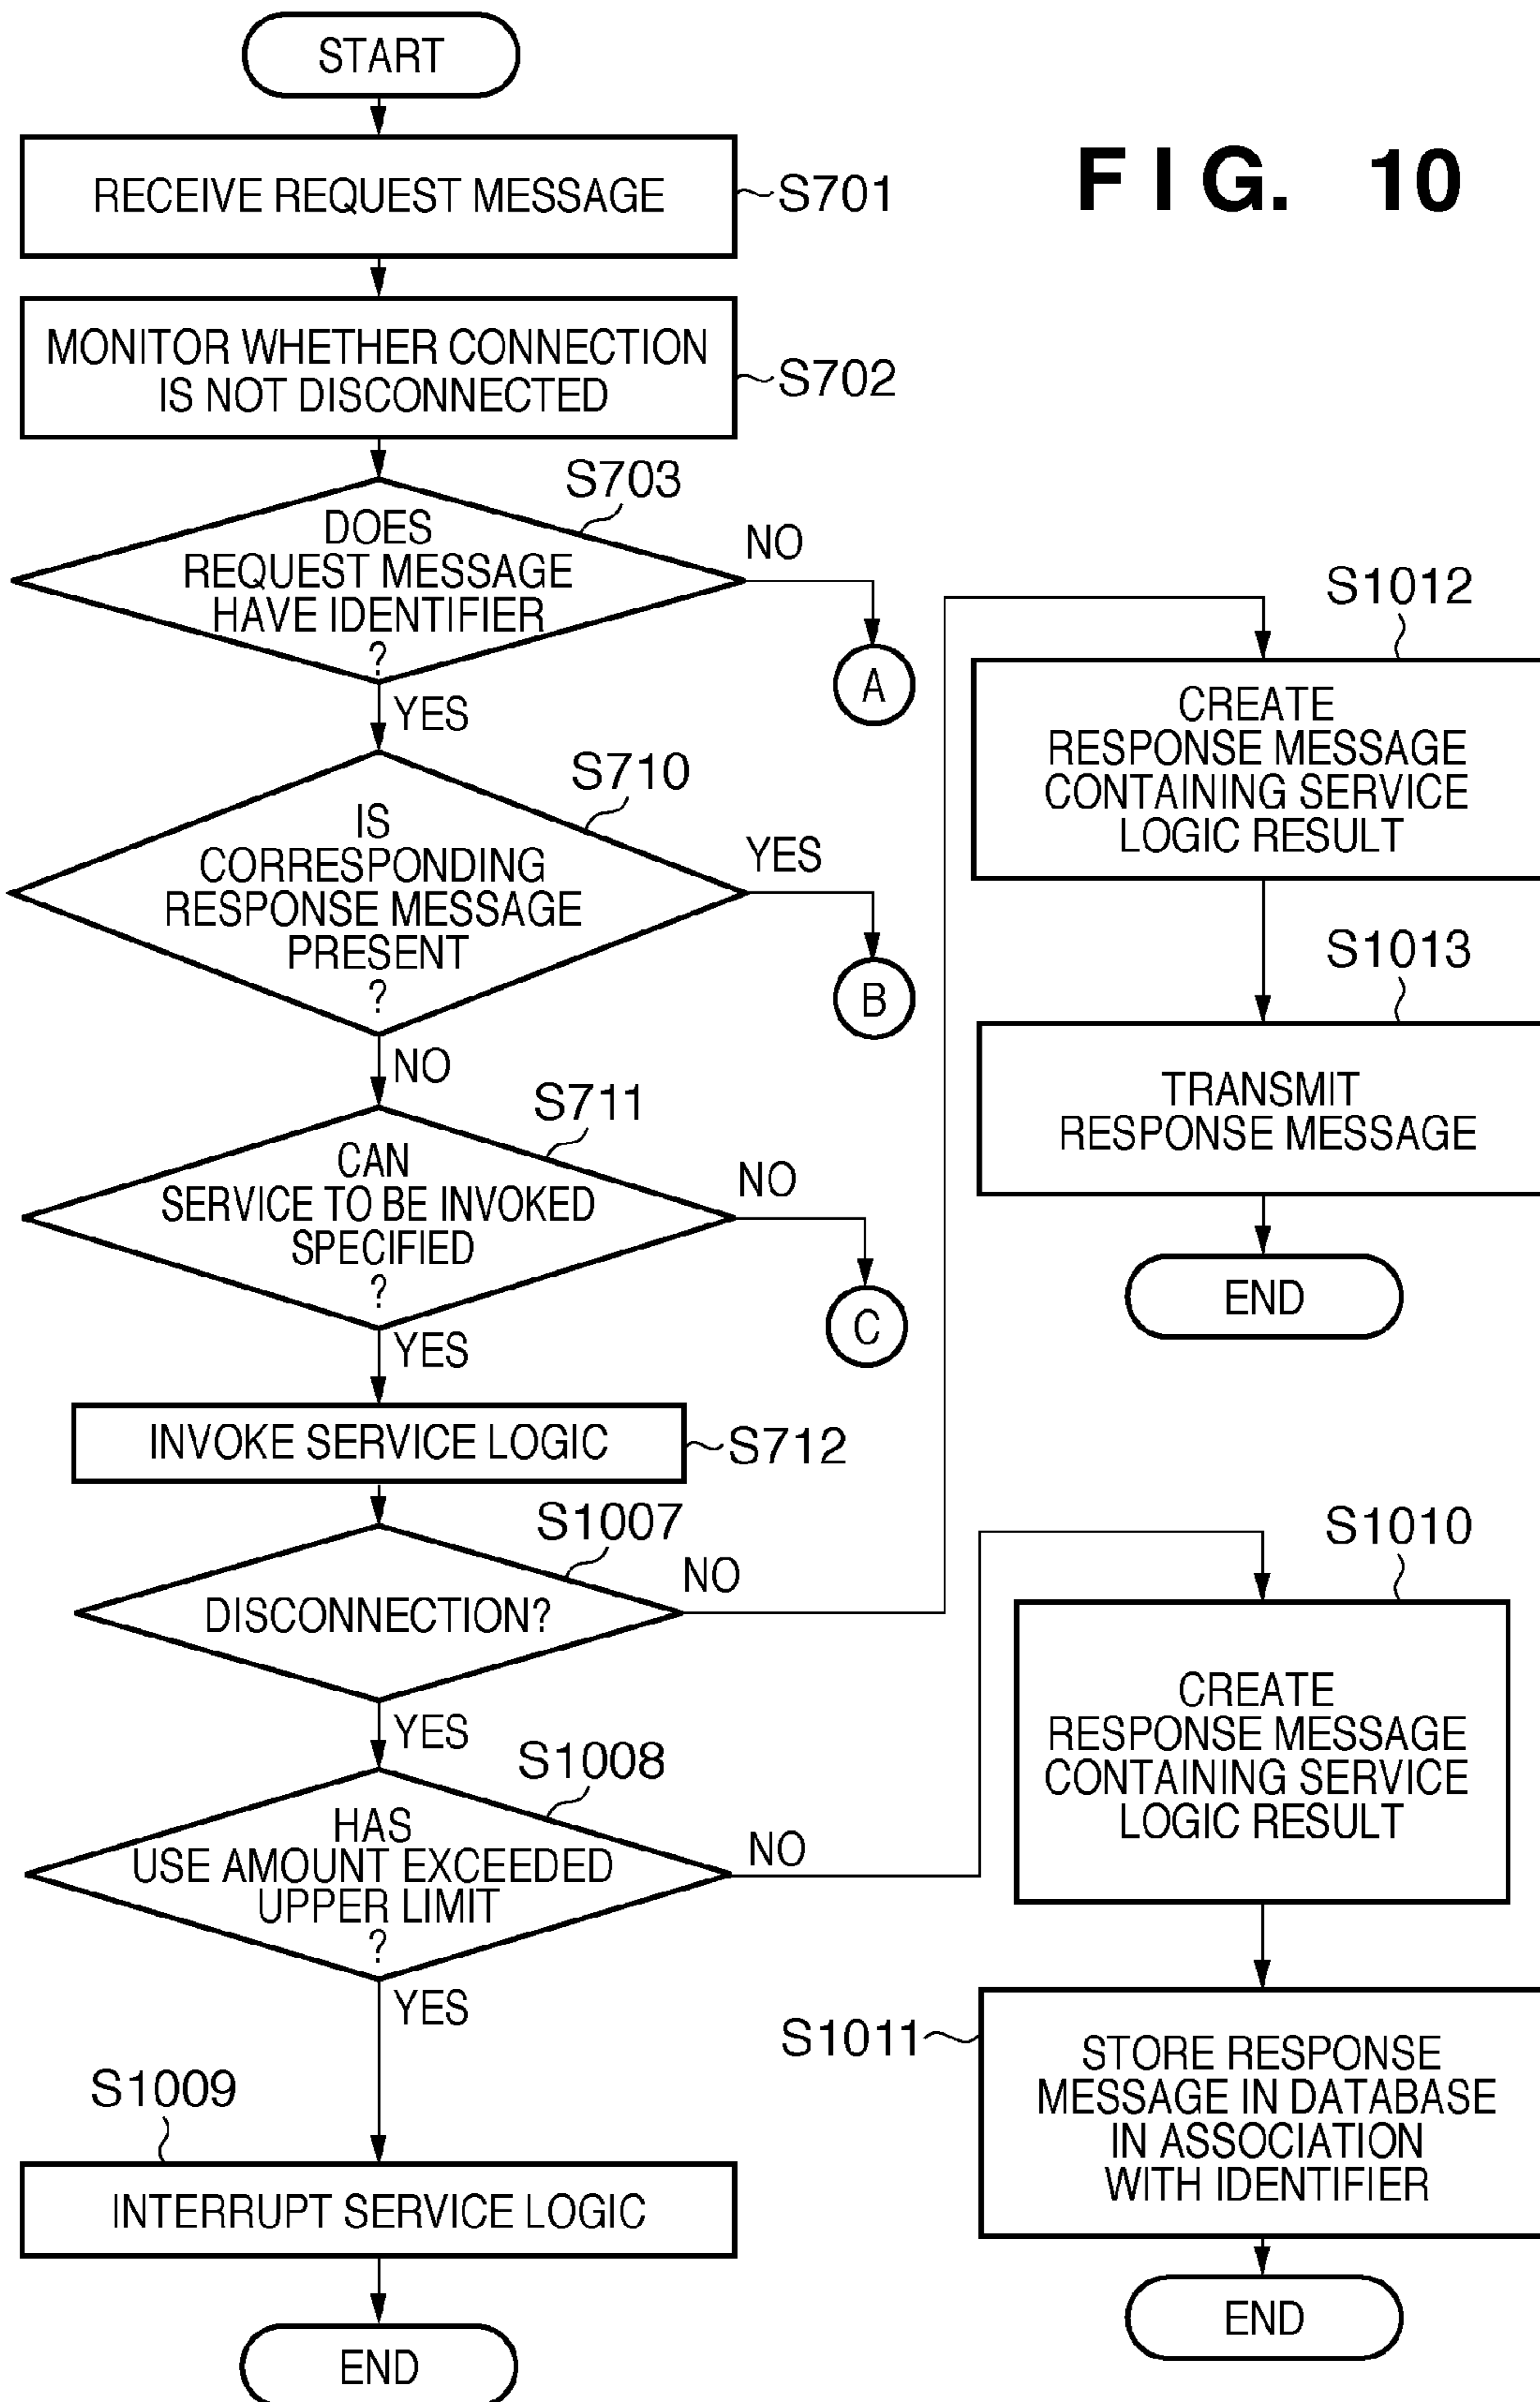 FIG. 10
START
RECEIVE REQUEST MESSAGE
S701
MONITOR WHETHER CONNECTION
IS NOT DISCONNECTED
S702
S703
DOES
REQUEST MESSAGE
HAVE IDENTIFIER
?
NO
A
YES
S710
IS
CORRESPONDING
RESPONSE MESSAGE
PRESENT
?
YES
B
NO
S711
CAN
SERVICE TO BE INVOKED
SPECIFIED
?
NO
C
YES
INVOKE SERVICE LOGIC
S712
S1007
DISCONNECTION?
NO
YES
S1008
HAS
USE AMOUNT EXCEEDED
UPPER LIMIT
?
NO
YES
S1009
INTERRUPT SERVICE LOGIC
END
S1012
CREATE
RESPONSE MESSAGE
CONTAINING SERVICE
LOGIC RESULT
S1013
TRANSMIT
RESPONSE MESSAGE
END
S1010
CREATE
RESPONSE MESSAGE
CONTAINING SERVICE
LOGIC RESULT
S1011
STORE RESPONSE
MESSAGE IN DATABASE
IN ASSOCIATION
WITH IDENTIFIER
END